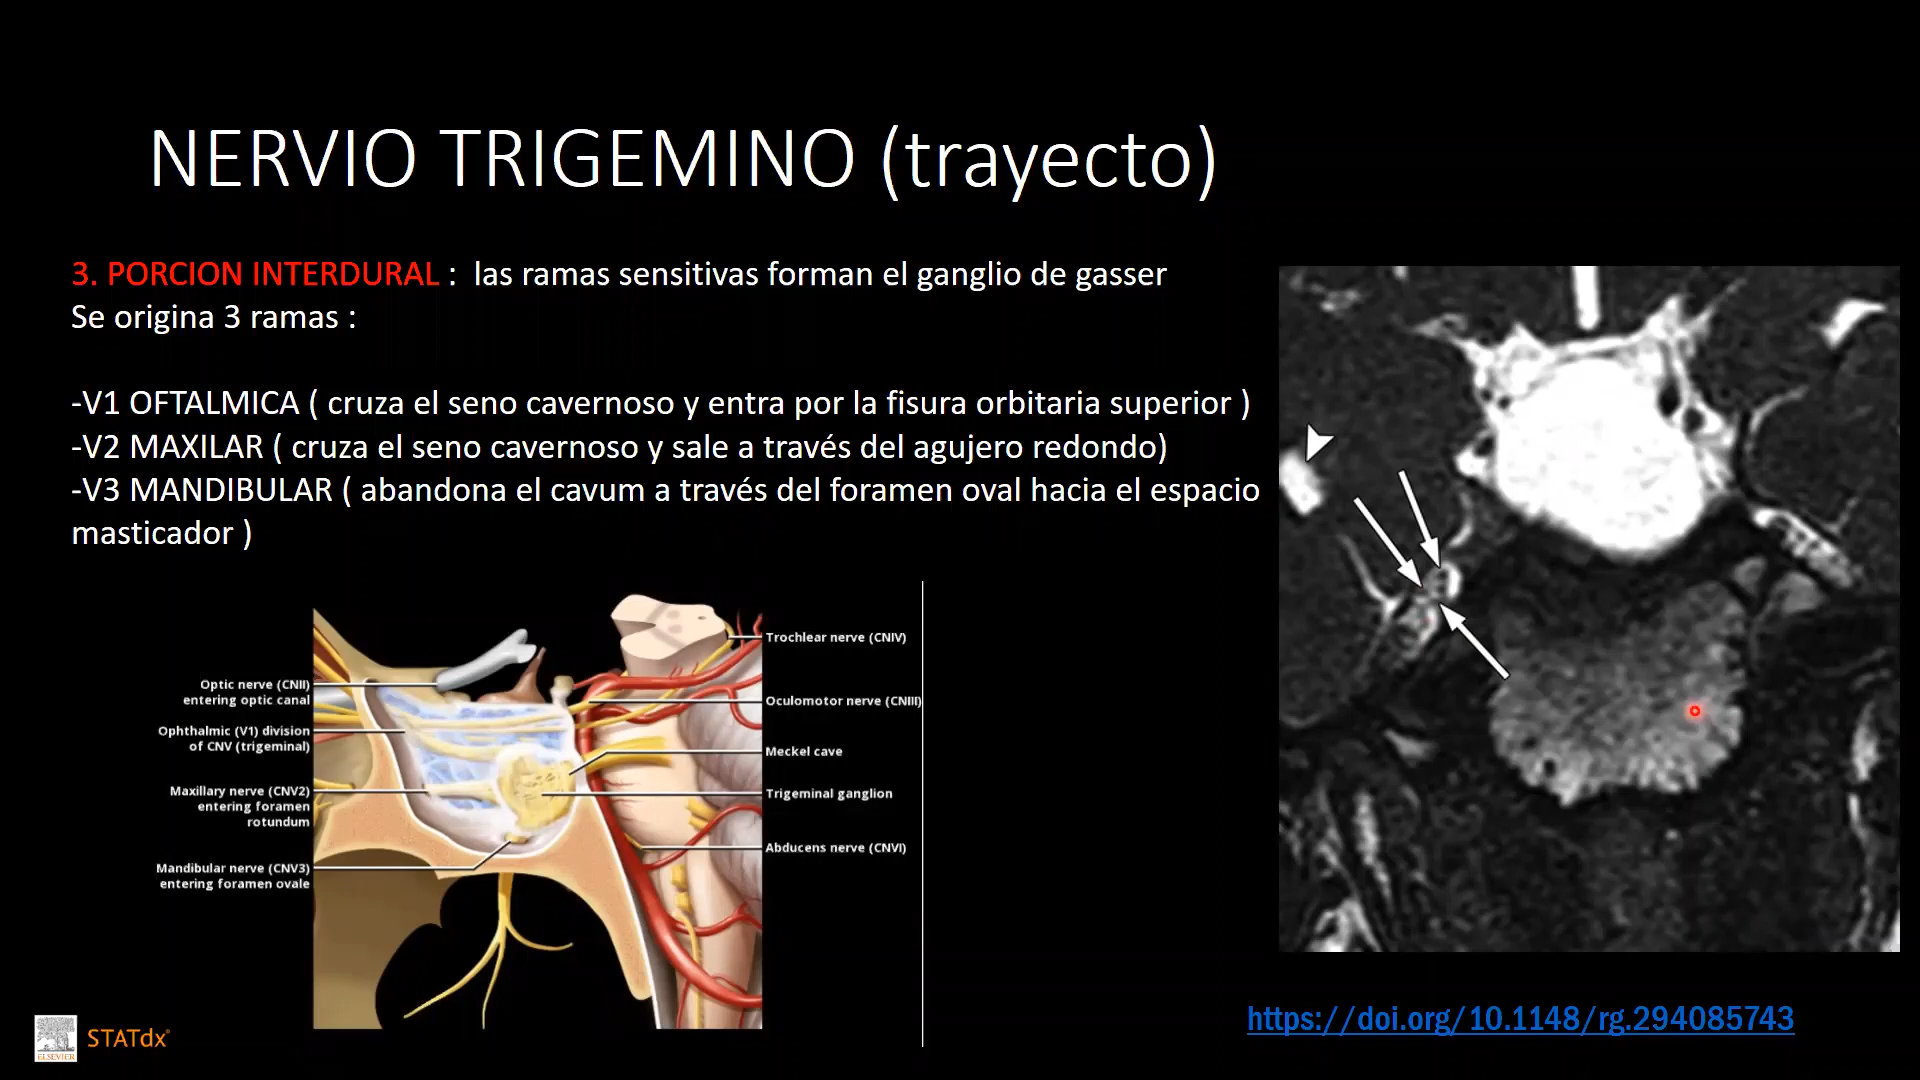 NERVIO TRIGEMINO (trayecto)
3. PORCION INTERDURAL :  las ramas sensitivas forman el ganglio de gasser
Se origina 3 ramas :
-V1 OFTALMICA ( cruza el seno cavernoso y entra por la fisura orbitaria superior )
-V2 MAXILAR ( cruza el seno cavernoso y sale a través del agujero redondo)
-V3 MANDIBULAR ( abandona el cavum a través del foramen oval hacia el espacio
masticador )
Optic nerve (CNII)
entering optic canal
Ophthalmic (V1) division
of CNV (trigeminal)
Maxillary nerve (CNV2)
entering foramen
rotundum
Mandibular nerve (CNV3)
entering foramen ovale
Trochlear nerve (CNIV)
Oculomotor nerve (CNIII)
Meckel cave
Trigeminal ganglion
Abducens nerve (CNVI)
ELSEVIER
STATdx®
https://doi.org/10.1148/rg.294085743